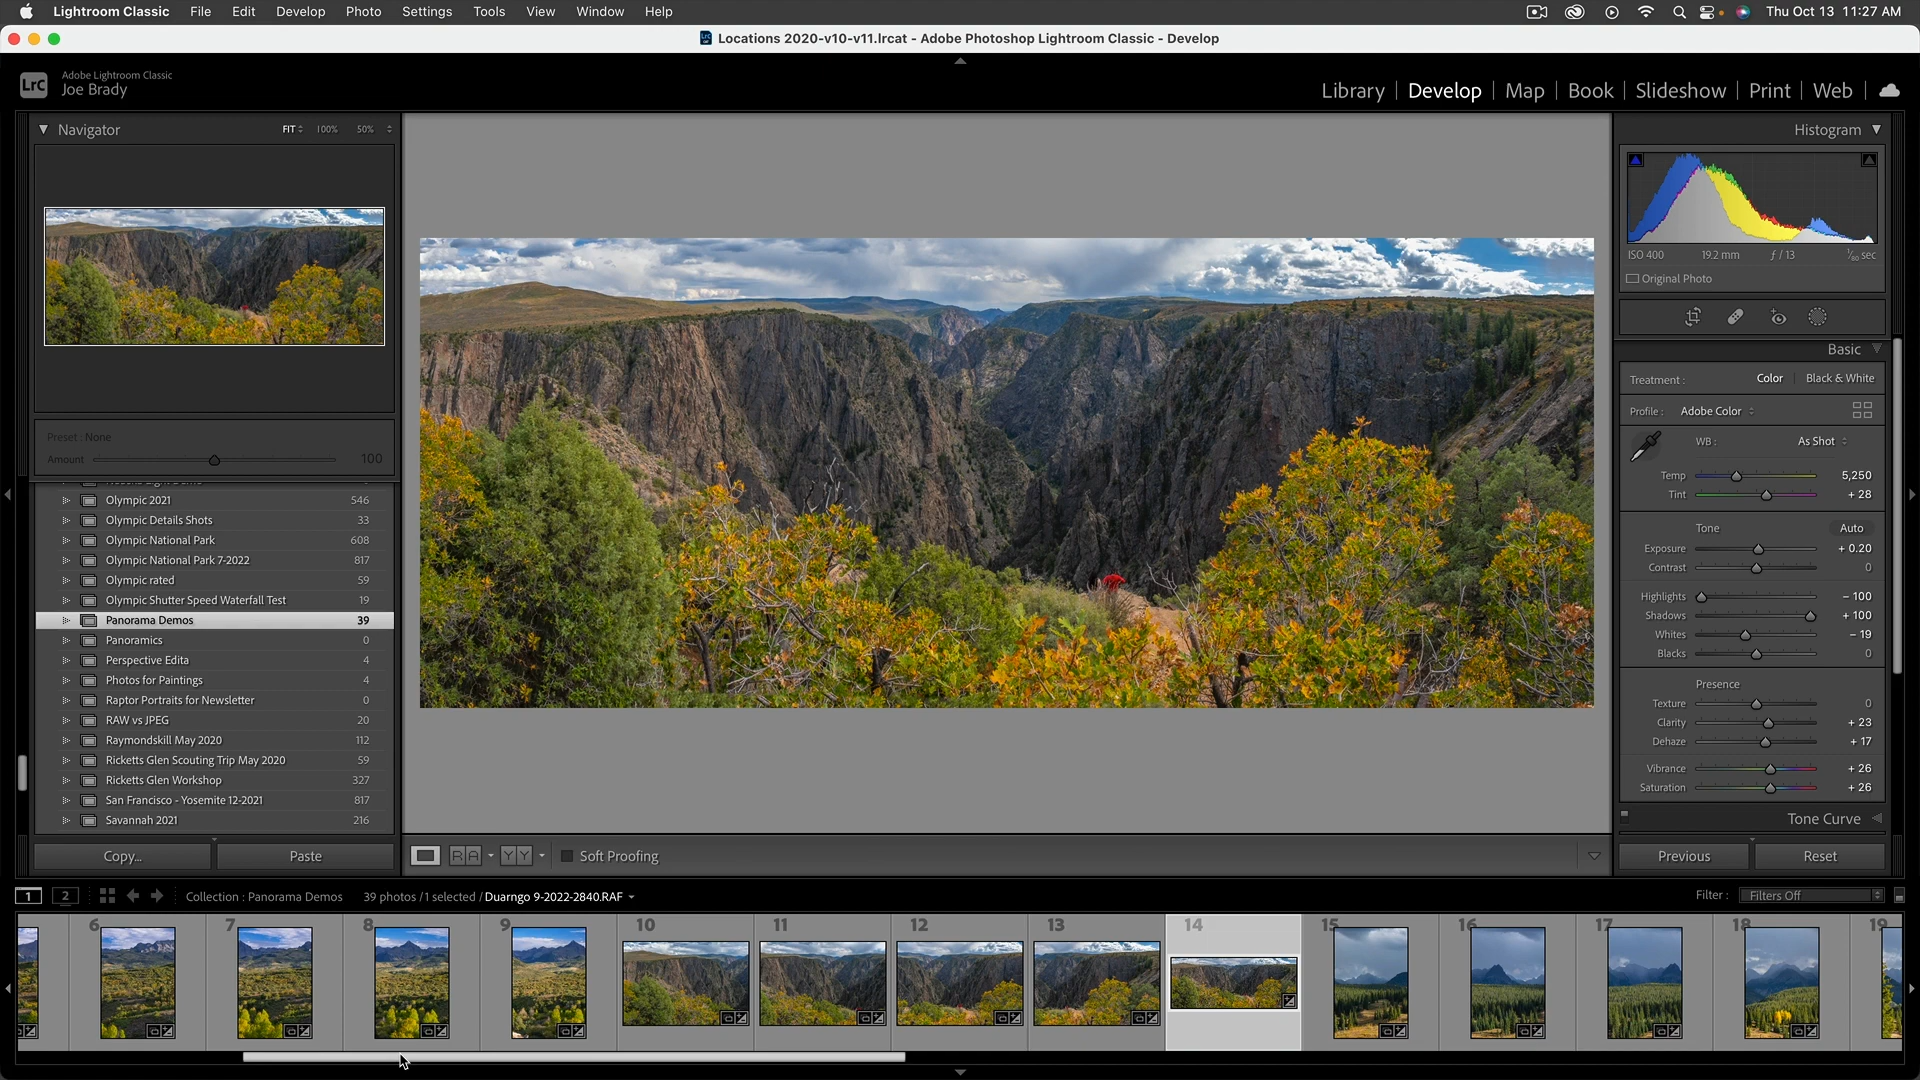 Lightroom Classic File Edit Develop Photo Settings Tools View Window Help Thu Oct 13 11:27 AM
Locations 2020-v10-v11.lrcat - Adobe Photoshop Lightroom Classic - Develop
LrC Adobe Lightroom Classic
Joe Brady
Library | Develop | Map | Book | Slideshow | Print | Web |
Navigator FIT 100% 50%
Preset : None
Amount 100
Olympic 2021 546
Olympic Details Shots 33
Olympic National Park 608
Olympic National Park 7-2022 817
Olympic rated 59
Olympic Shutter Speed Waterfall Test 19
Panorama Demos 39
Panoramics 0
Perspective Edita 4
Photos for Paintings 4
Raptor Portraits for Newsletter 0
RAW vs JPEG 20
Raymondskill May 2020 112
Ricketts Glen Scouting Trip May 2020 59
Ricketts Glen Workshop 327
San Francisco - Yosemite 12-2021 817
Savannah 2021 216
Copy... Paste
R A Y Y Soft Proofing
Histogram
ISO 400 19.2 mm ƒ / 13 1/80 sec
Original Photo
Basic
Treatment : Color Black & White
Profile : Adobe Color
WB : As Shot
Temp 5,250
Tint + 28
Tone Auto
Exposure + 0.20
Contrast 0
Highlights − 100
Shadows + 100
Whites − 19
Blacks 0
Presence
Texture 0
Clarity + 23
Dehaze + 17
Vibrance + 26
Saturation + 26
Tone Curve
Previous Reset
1 2 Collection : Panorama Demos 39 photos / 1 selected / Duarngo 9-2022-2840.RAF Filter : Filters Off
6 7 8 9 10 11 12 13 14 15 16 17 18 19